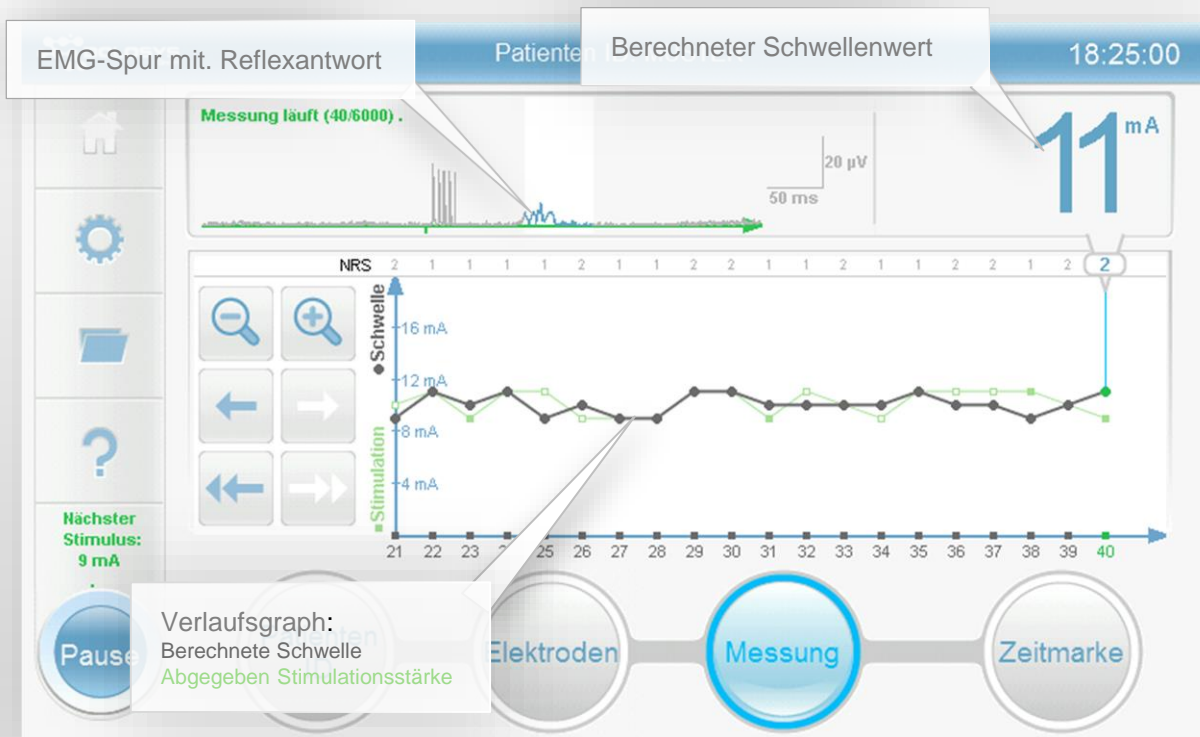 EMG-Spur mit. Reflexantwort
Patienten
Berechneter Schwellenwert
18:25:00
Messung läuft (40/6000) .
20 µV
50 ms
11 mA
NRS 2 1 1 1 1 2 1 1 2 2 1 1 2 1 1 2 2 1 2 2
Schwelle
Stimulation
16 mA
12 mA
8 mA
4 mA
21 22 23 25 26 27 28 29 30 31 32 33 34 35 36 37 38 39 40
Nächster
Stimulus:
9 mA
Pause
Verlaufsgraph:
Berechnete Schwelle
Abgegeben Stimulationsstärke
Patienten
ID
Elektroden
Messung
Zeitmarke